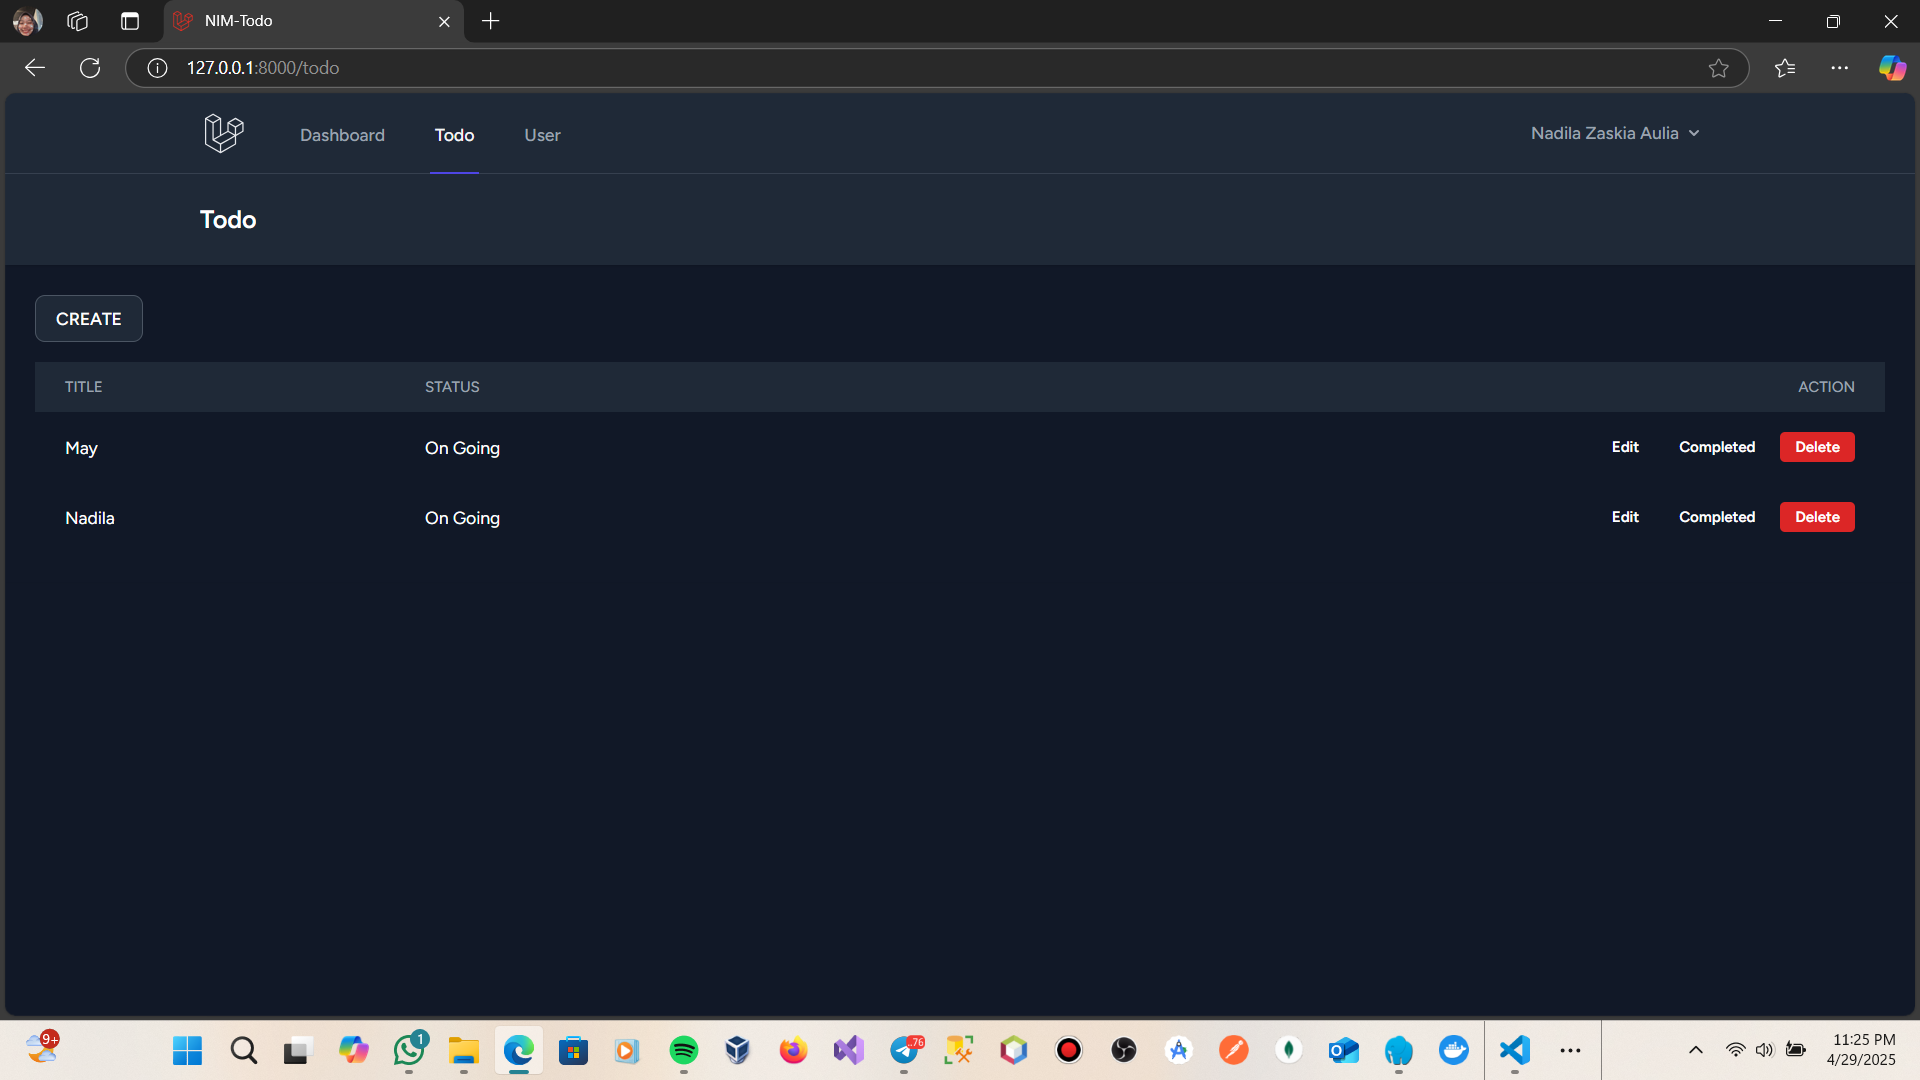 NIM-Todo
127.0.0.1:8000/todo
Dashboard Todo User Nadila Zaskia Aulia
Todo
CREATE
TITLE STATUS ACTION
May On Going Edit Completed Delete
Nadila On Going Edit Completed Delete
9+ 1 .76 11:25 PM
4/29/2025